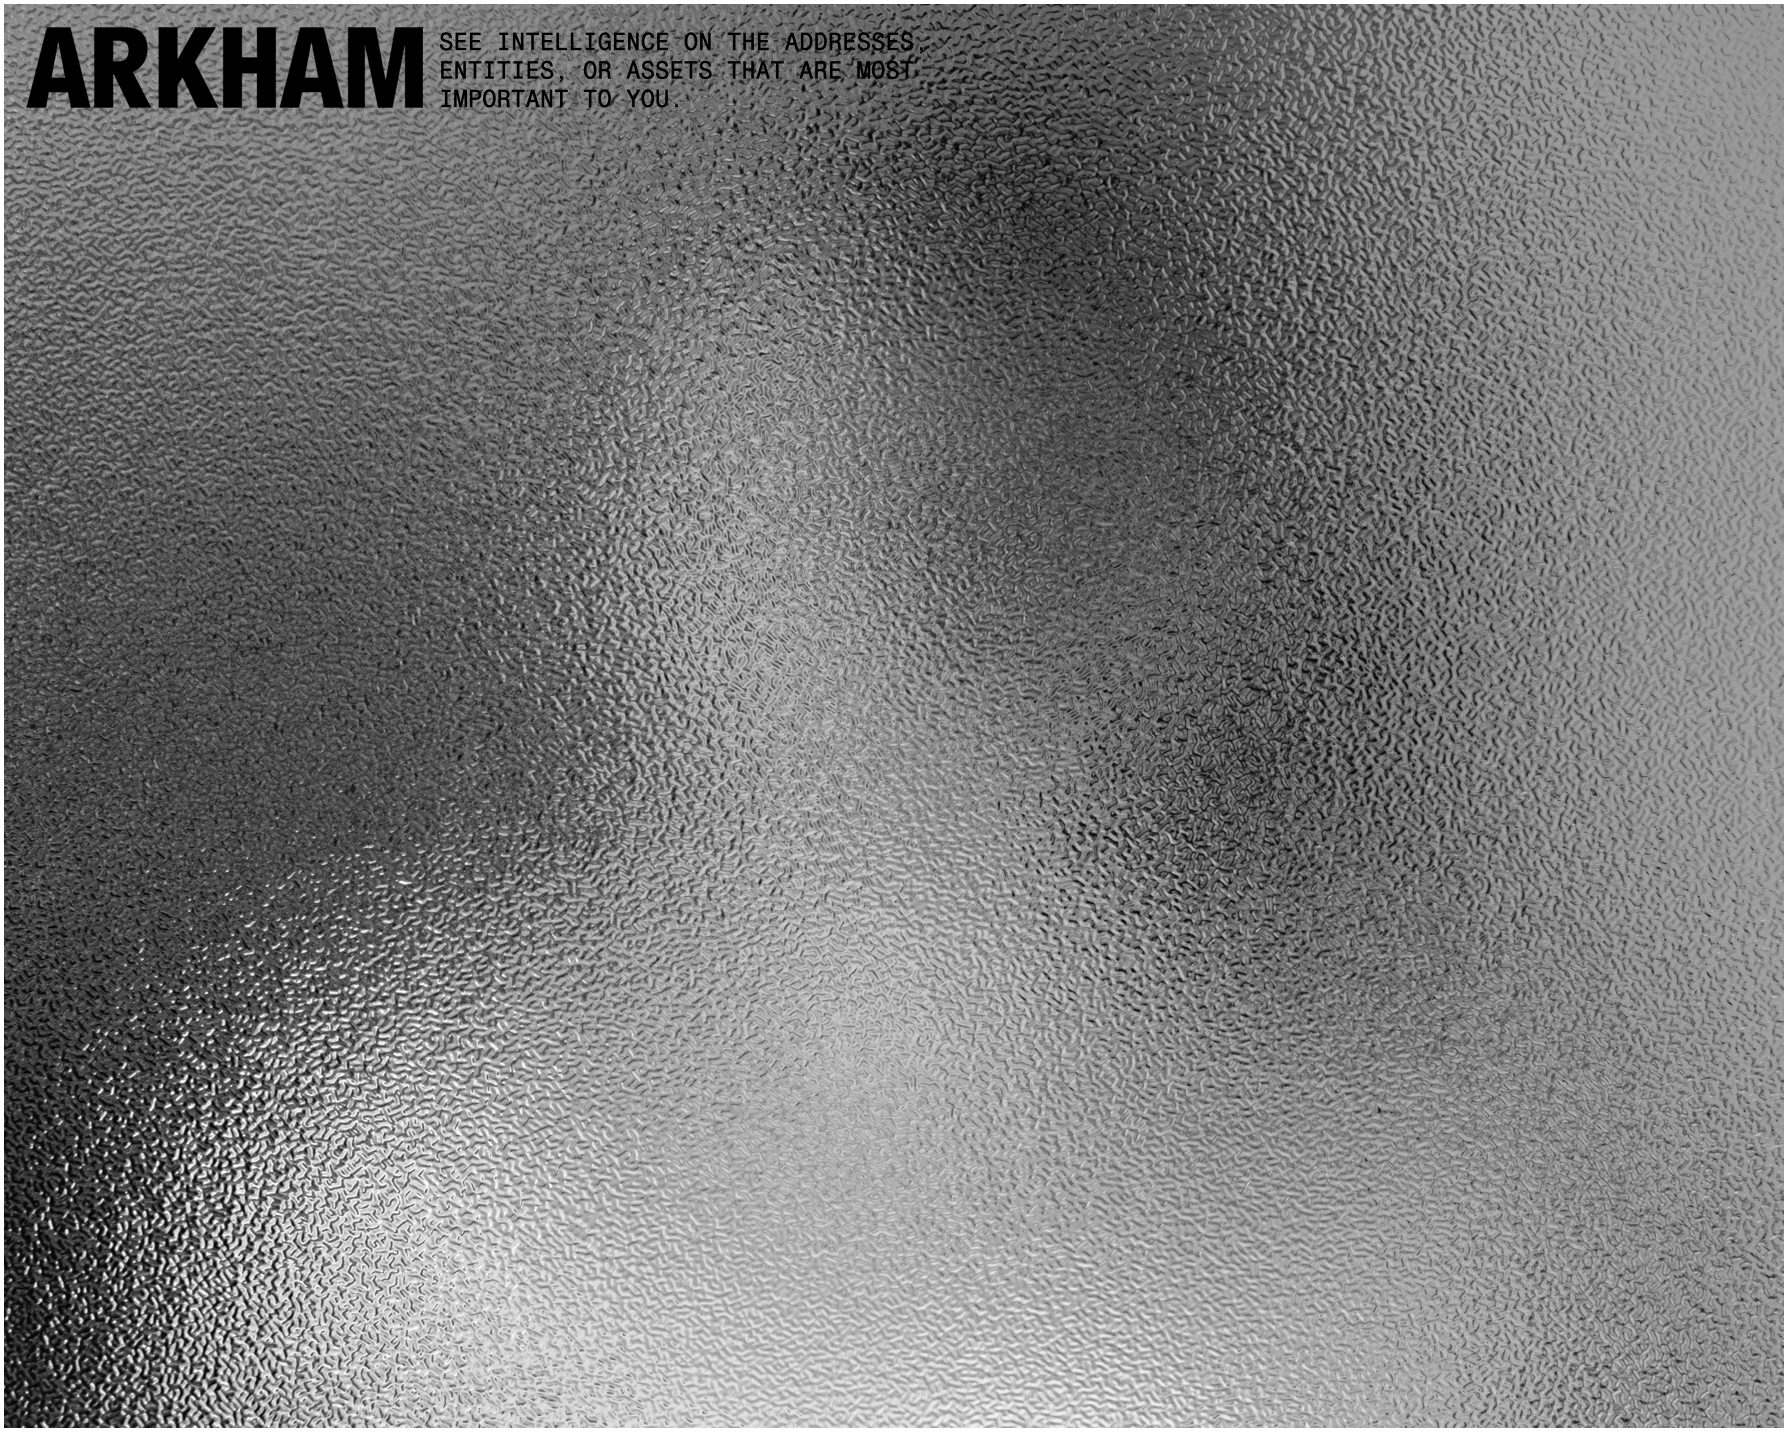 ARKHAM
SEE INTELLIGENCE ON THE ADDRESSES,
ENTITIES, OR ASSETS THAT ARE MOST
IMPORTANT TO YOU.